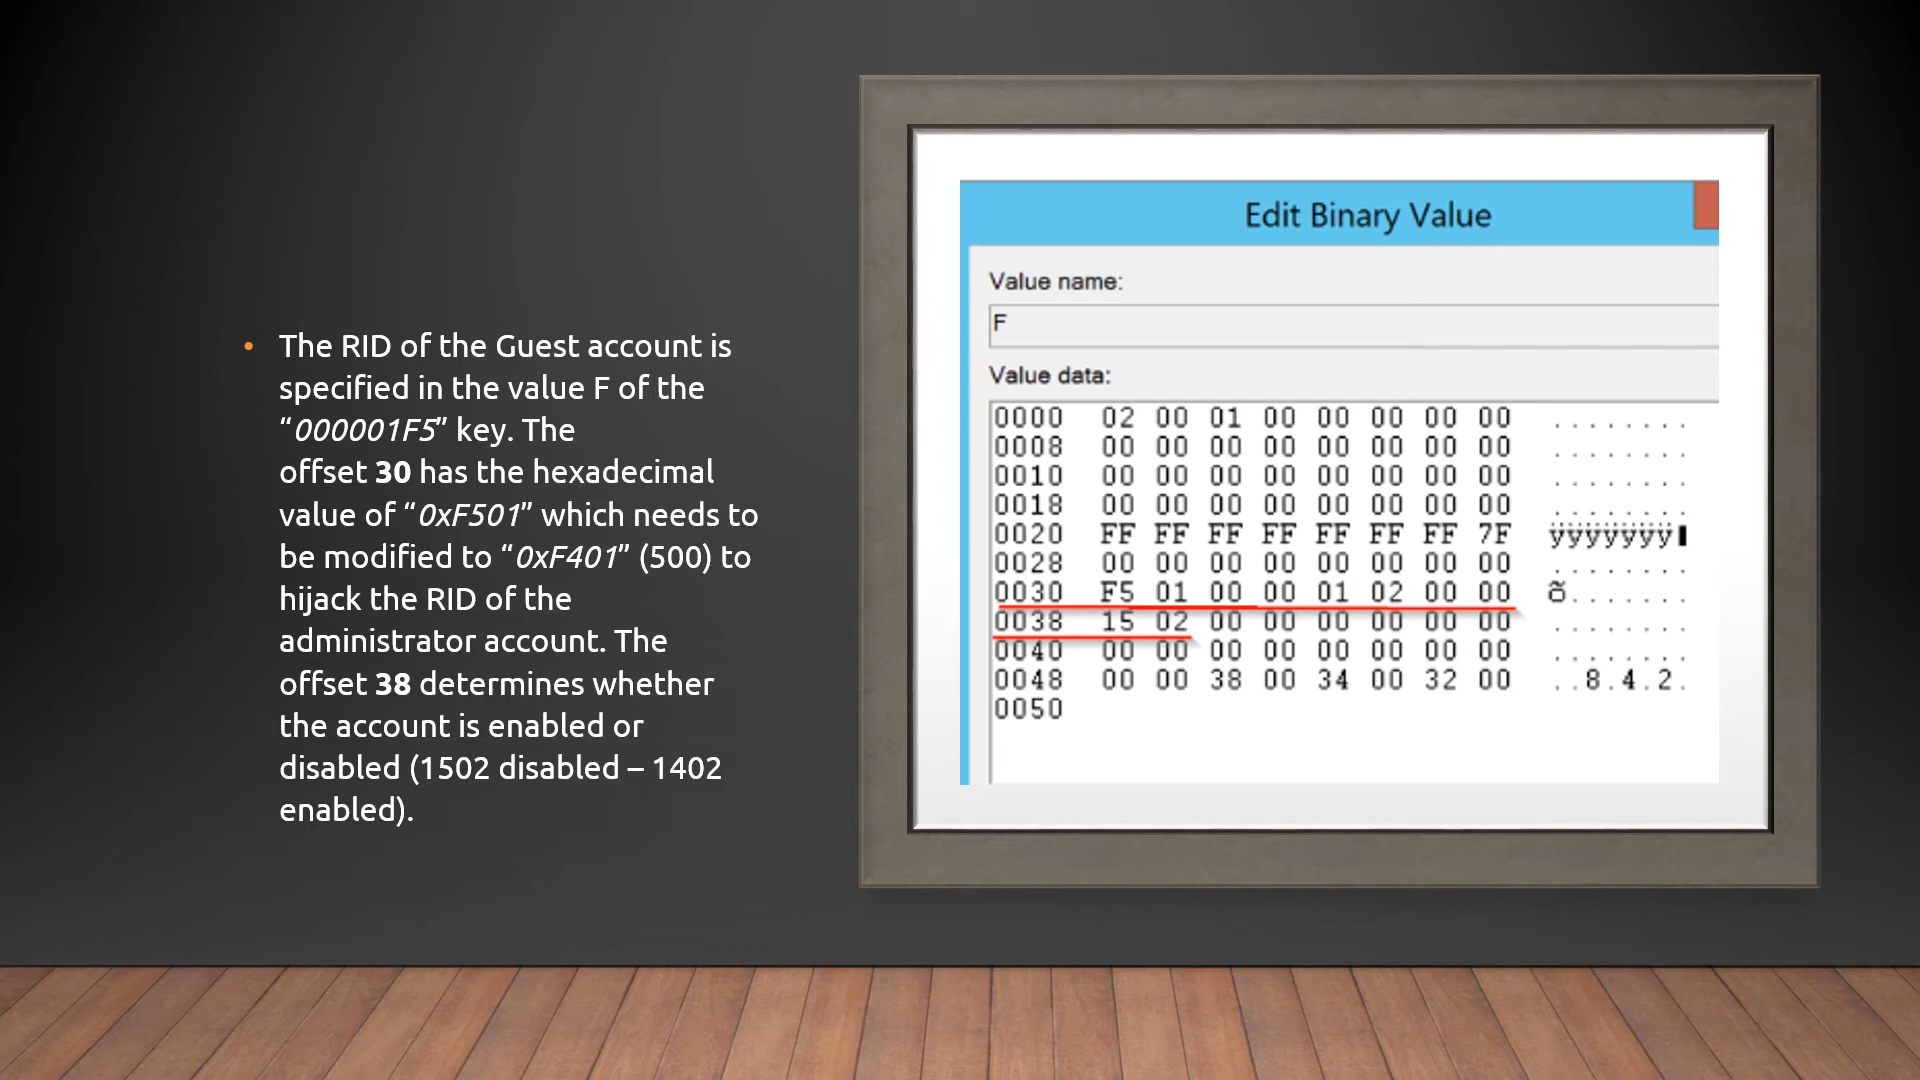 • The RID of the Guest account is
specified in the value F of the
“000001F5” key. The
offset 30 has the hexadecimal
value of “0xF501” which needs to
be modified to “0xF401” (500) to
hijack the RID of the
administrator account. The
offset 38 determines whether
the account is enabled or
disabled (1502 disabled – 1402
enabled).
Edit Binary Value
Value name:
F
Value data:
0000 02 00 01 00 00 00 00 00 ........
0008 00 00 00 00 00 00 00 00 ........
0010 00 00 00 00 00 00 00 00 ........
0018 00 00 00 00 00 00 00 00 ........
0020 FF FF FF FF FF FF FF 7F ÿÿÿÿÿÿÿ▮
0028 00 00 00 00 00 00 00 00 ........
0030 F5 01 00 00 01 02 00 00 õ.......
0038 15 02 00 00 00 00 00 00 ........
0040 00 00 00 00 00 00 00 00 ........
0048 00 00 38 00 34 00 32 00 ..8.4.2.
0050